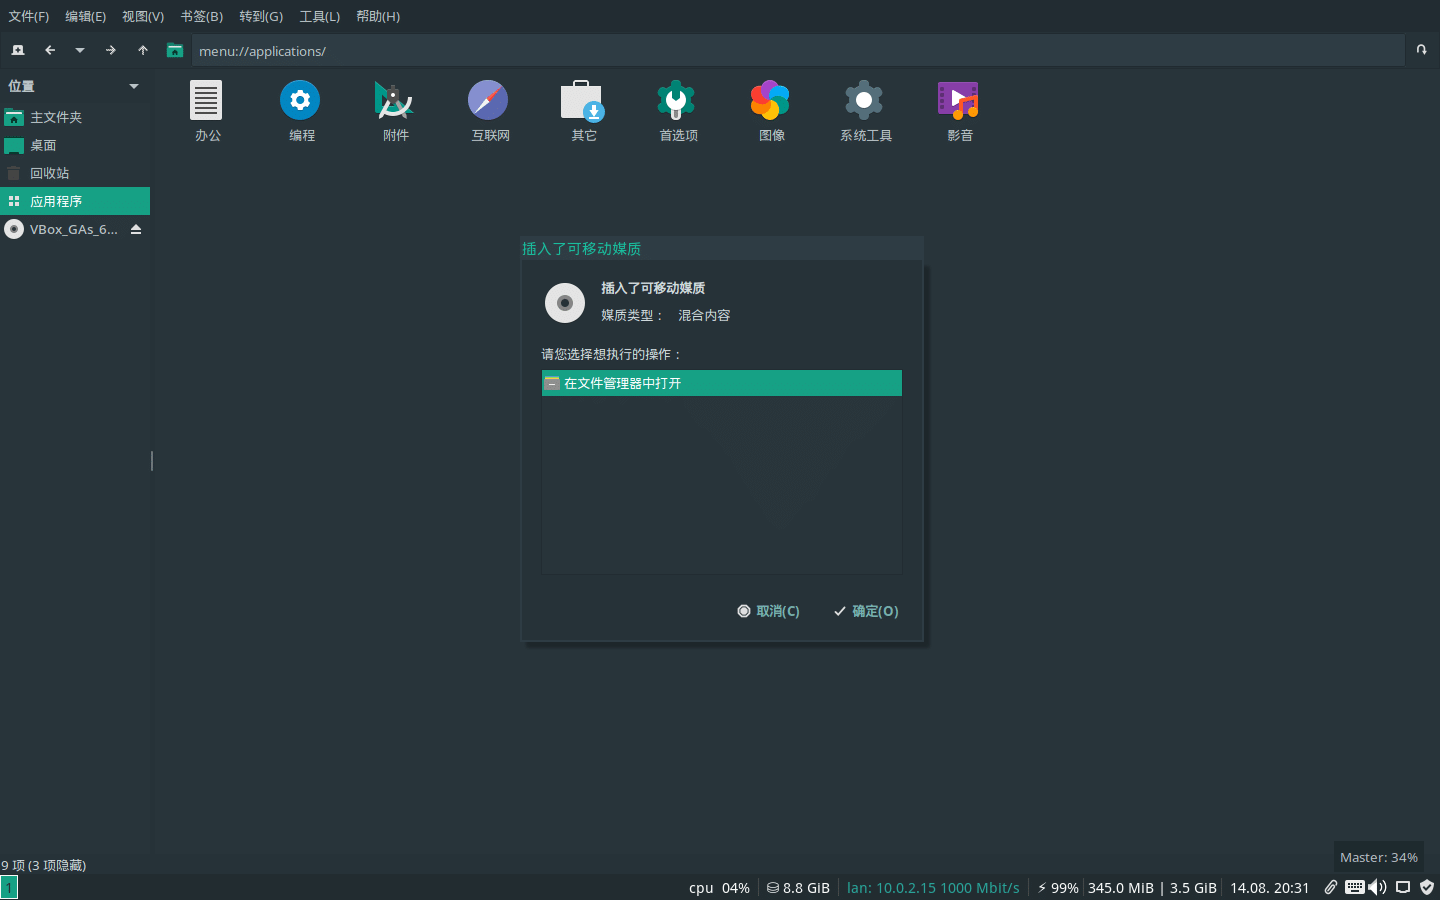 文件(F) 编辑(E) 视图(V) 书签(B) 转到(G) 工具(L) 帮助(H)
menu://applications/
位置
主文件夹
桌面
回收站
应用程序
VBox_GAs_6...
办公 编程 附件 互联网 其它 首选项 图像 系统工具 影音
插入了可移动媒质
插入了可移动媒质
媒质类型： 混合内容
请您选择想执行的操作：
在文件管理器中打开
取消(C) 确定(O)
9 项 (3 项隐藏)
Master: 34%
1 cpu 04% 8.8 GiB lan: 10.0.2.15 1000 Mbit/s ⚡ 99% 345.0 MiB | 3.5 GiB 14.08. 20:31